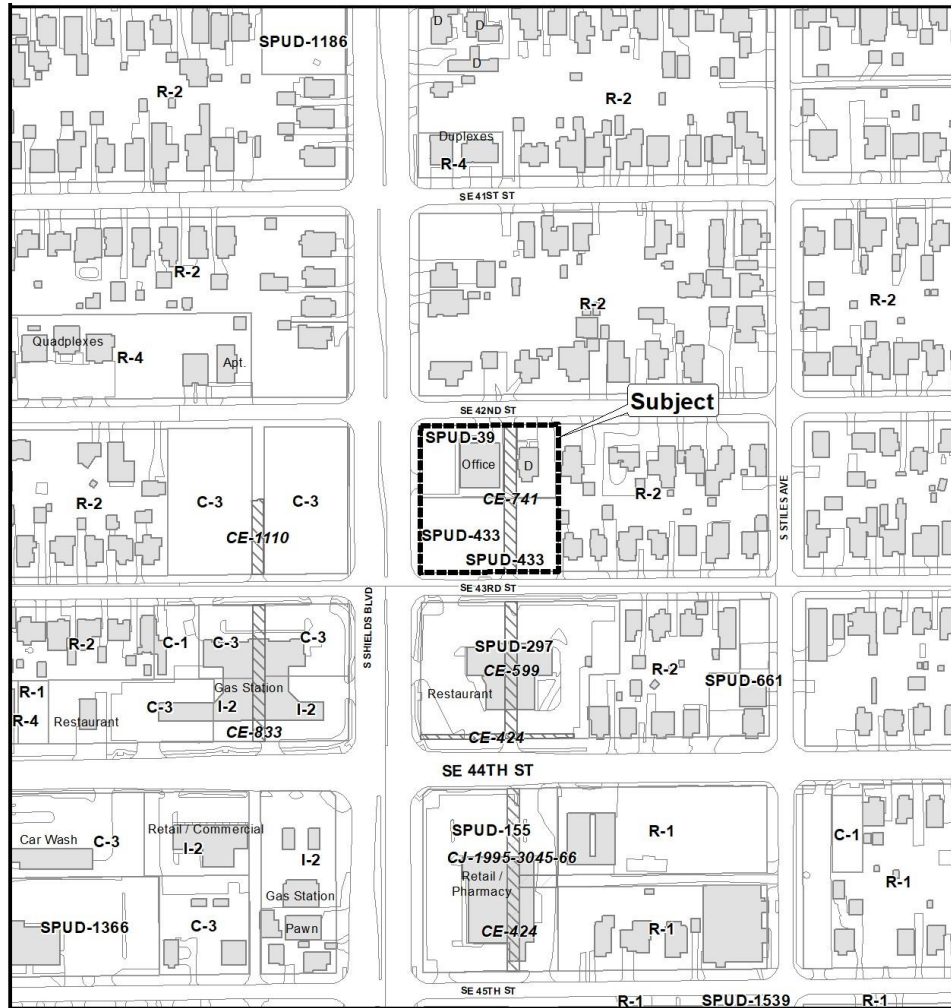 D
D
SPUD-1186
D
R-2
R-2
Duplexes
R-4
SE 41ST ST
R-2
R-2
R-2
Quadplexes
R-4
Apt.
Subject
SE 42ND ST
SPUD-39
Office
D
R-2
C-3
C-3
CE-741
R-2
CE-1110
SPUD-433
SPUD-433
S STILES AVE
SE 43RD ST
S SHIELDS BLVD
R-2
C-1
C-3
C-3
SPUD-297
CE-599
R-2
SPUD-661
R-1
Gas Station
Restaurant
R-4
Restaurant
C-3
I-2
I-2
CE-833
CE-424
SE 44TH ST
Car Wash
C-3
Retail / Commercial
I-2
I-2
SPUD-155
R-1
C-1
CJ-1995-3045-66
Retail /
Pharmacy
R-1
Gas Station
SPUD-1366
C-3
Pawn
CE-424
R-1
SE 45TH ST
R-1
SPUD-1539
R-1